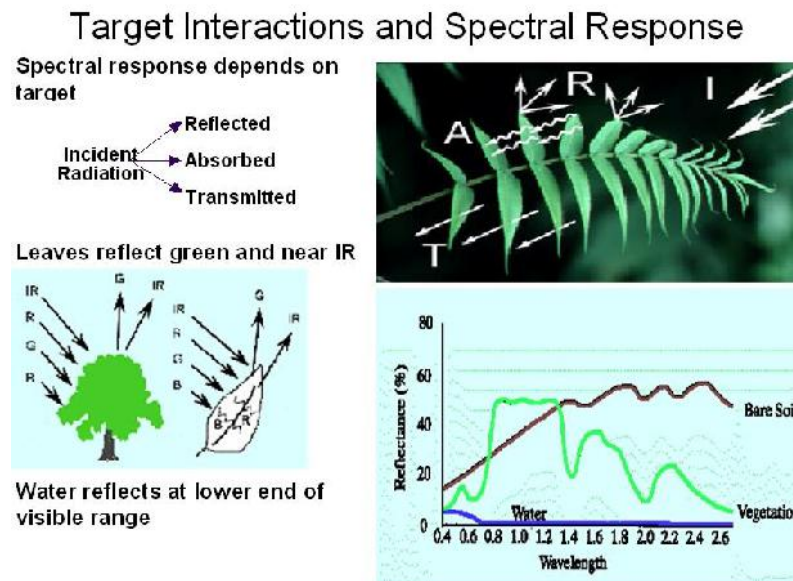 Target Interactions and Spectral Response
Spectral response depends on
target
Incident
Radiation
Reflected
Absorbed
Transmitted
R
I
A
T
Leaves reflect green and near IR
G
IR
IR
R
G
R
G
IR
IR
R
G
B
B
R
Water reflects at lower end of
visible range
Reflectance (%)
80
60
40
20
0
Bare Soi
Vegetatio
Water
0.4 0.6 0.8 1.0 1.2 1.4 1.6 1.8 2.0 2.2 2.4 2.6
Wavelength